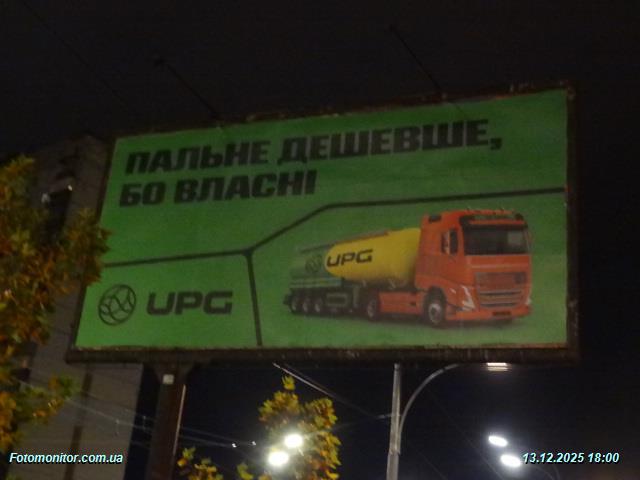 ПАЛЬНЕ ДЕШЕВШЕ,
БО ВЛАСНІ
UPG
UPG
Fotomonitor.com.ua
13.12.2025 18:00